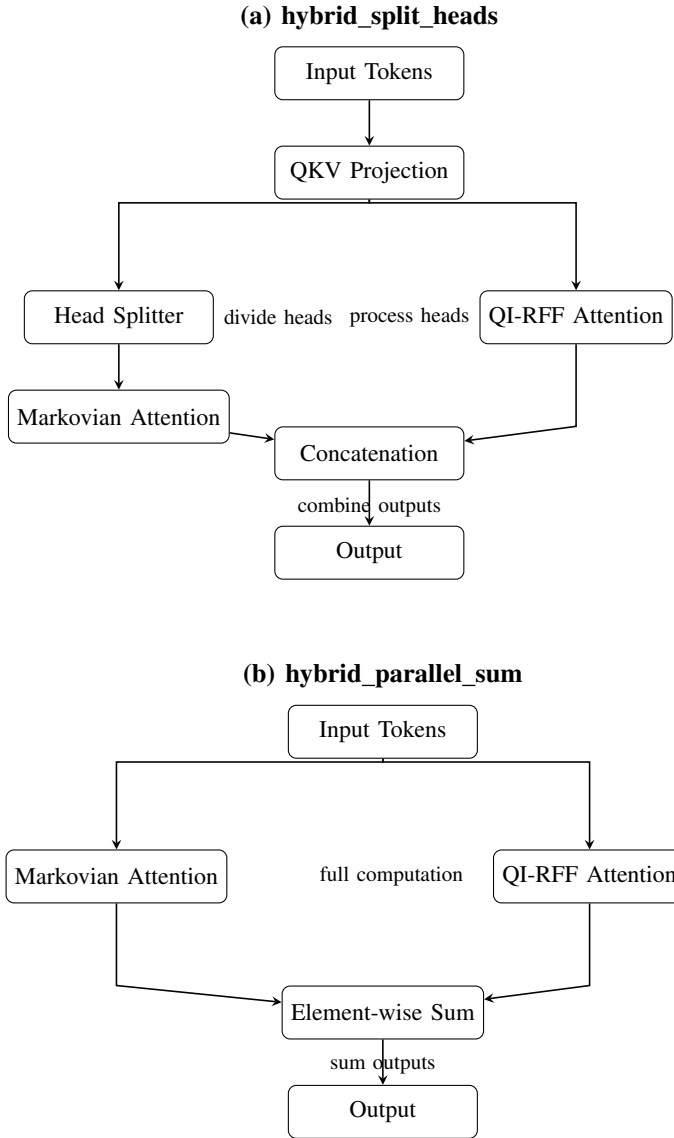 (a) hybrid_split_heads
Input Tokens
QKV Projection
Head Splitter
divide heads
process heads
QI-RFF Attention
Markovian Attention
Concatenation
combine outputs
Output
(b) hybrid_parallel_sum
Input Tokens
Markovian Attention
full computation
QI-RFF Attention
Element-wise Sum
sum outputs
Output